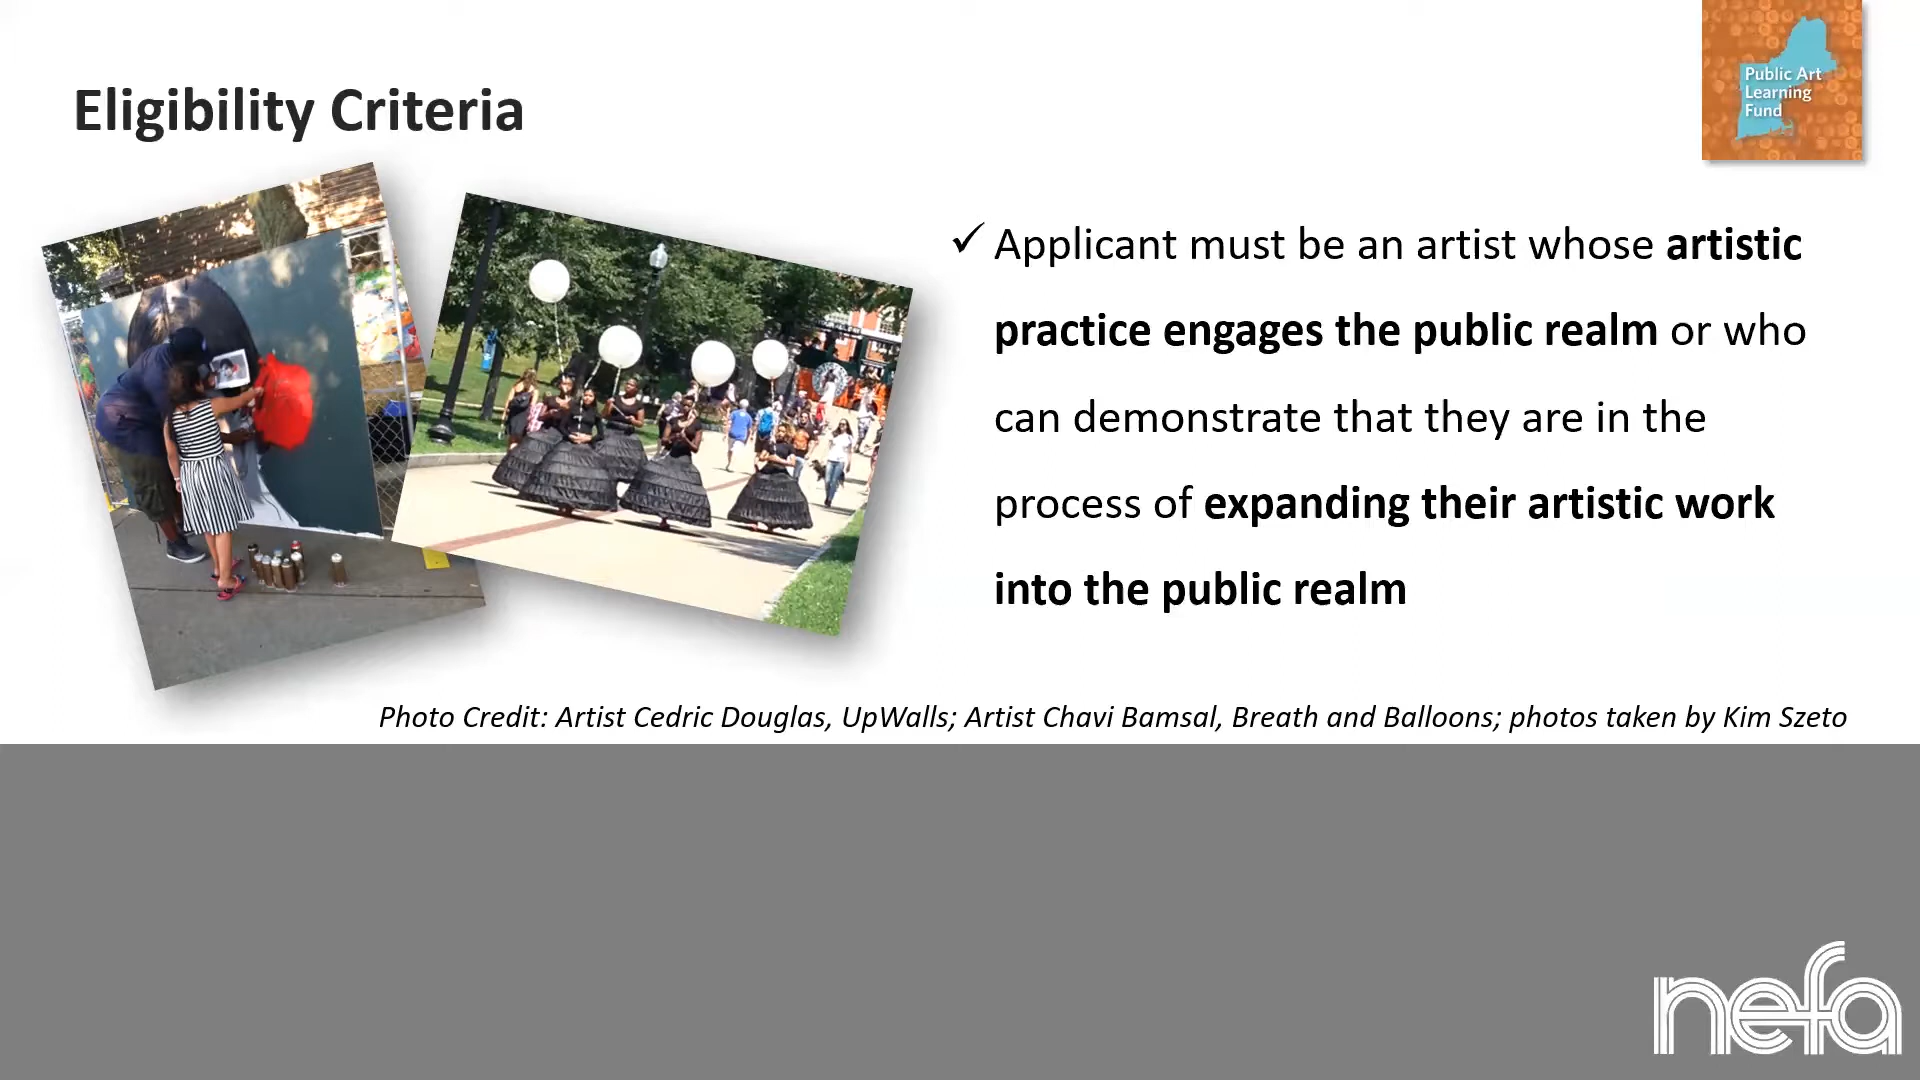 Public Art
Learning
Fund
Eligibility Criteria
✓ Applicant must be an artist whose artistic
practice engages the public realm or who
can demonstrate that they are in the
process of expanding their artistic work
into the public realm
Photo Credit: Artist Cedric Douglas, UpWalls; Artist Chavi Bamsal, Breath and Balloons; photos taken by Kim Szeto
nefa